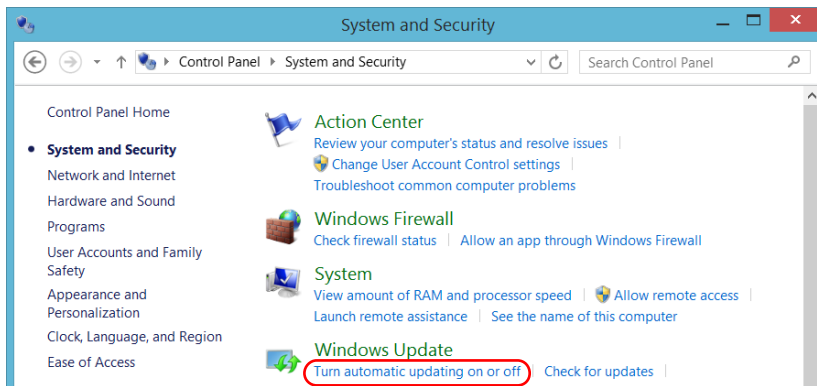 System and Security
Control Panel System and Security
Search Control Panel
Control Panel Home
System and Security
Network and Internet
Hardware and Sound
Programs
User Accounts and Family
Safety
Appearance and
Personalization
Clock, Language, and Region
Ease of Access
Action Center
Review your computer's status and resolve issues
Change User Account Control settings
Troubleshoot common computer problems
Windows Firewall
Check firewall status Allow an app through Windows Firewall
System
View amount of RAM and processor speed Allow remote access
Launch remote assistance See the name of this computer
Windows Update
Turn automatic updating on or off Check for updates